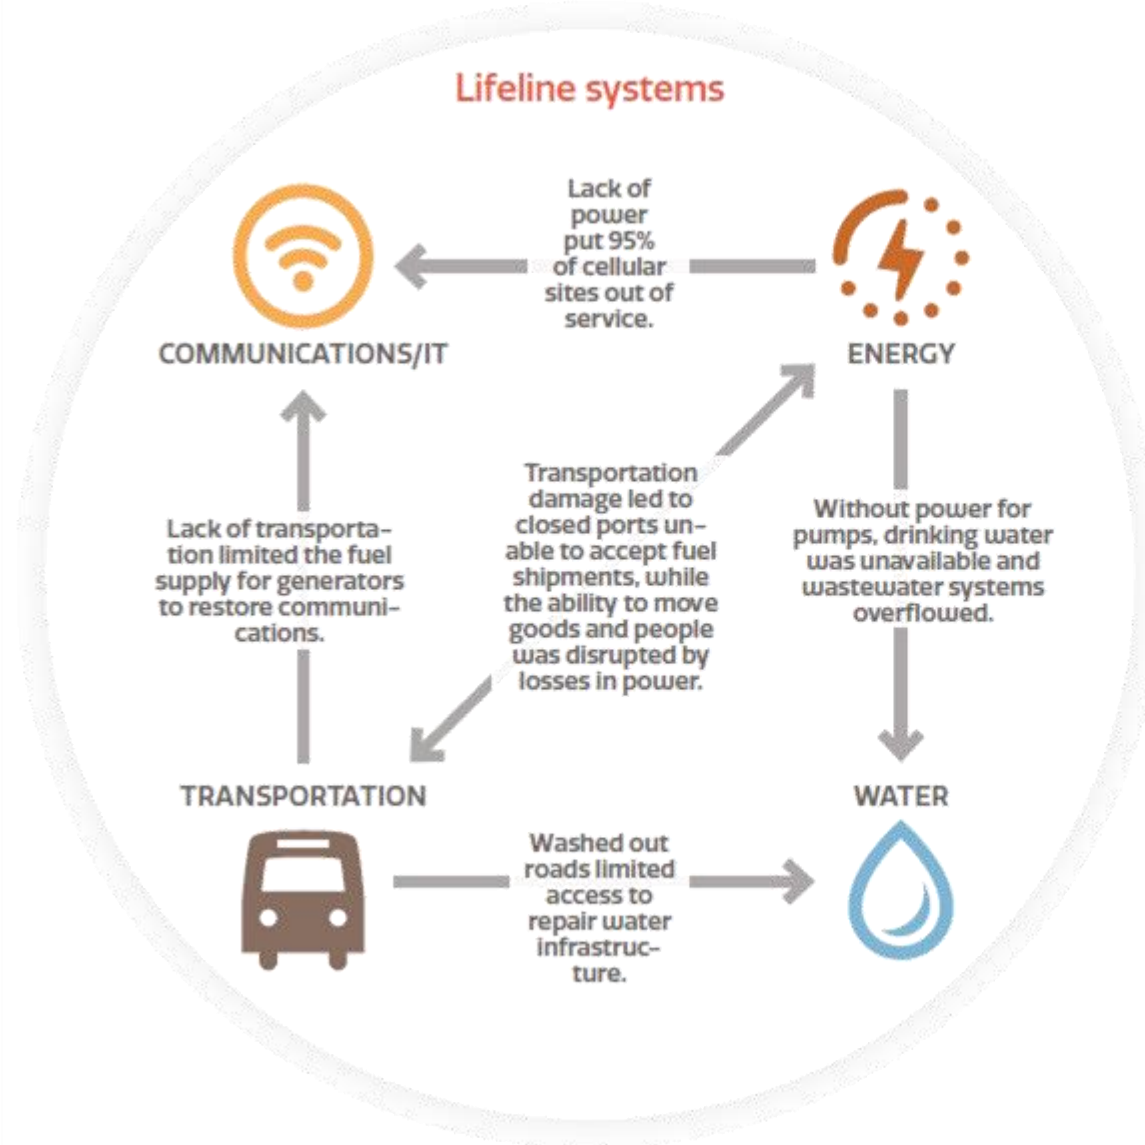 Lifeline systems
Lack of
power
put 95%
of cellular
sites out of
service.
COMMUNICATIONS/IT
ENERGY
Lack of transporta-
tion limited the fuel
supply for generators
to restore communi-
cations.
Transportation
damage led to
closed ports un-
able to accept fuel
shipments, while
the ability to move
goods and people
was disrupted by
losses in power.
Without power for
pumps, drinking water
was unavailable and
wastewater systems
overflowed.
TRANSPORTATION
WATER
Washed out
roads limited
access to
repair water
infrastruc-
ture.